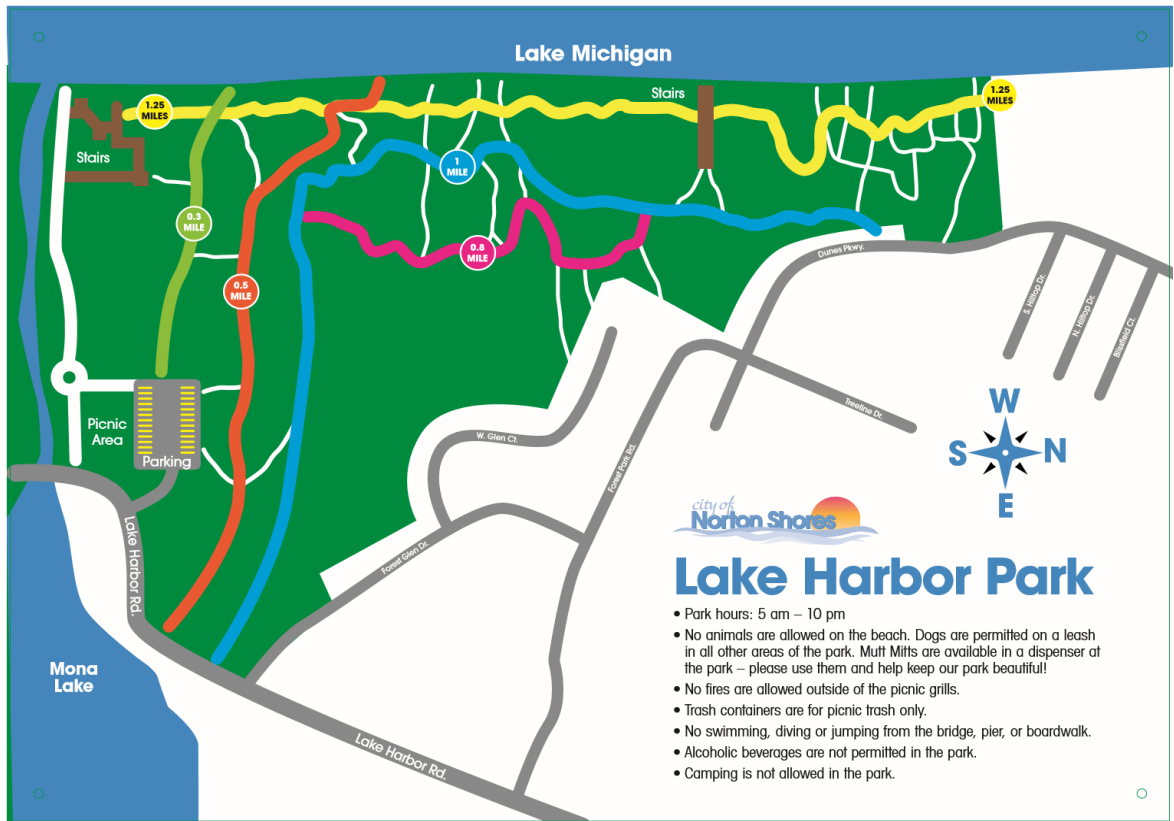 Lake Michigan
1.25
MILES
Stairs
1.25
MILES
Stairs
1
MILE
0.3
MILE
0.8
MILE
0.5
MILE
Dunes Pkwy.
S. Hilltop Dr.
N. Hilltop Dr.
Blissfield Ct.
Treeline Dr.
Picnic
Area
Parking
W. Glen Ct.
Forest Park Rd.
Forest Glen Dr.
Lake Harbor Rd.
Mona
Lake
Lake Harbor Rd.
W
S
N
E
city of
Norton Shores
Lake Harbor Park
• Park hours: 5 am – 10 pm
• No animals are allowed on the beach. Dogs are permitted on a leash
in all other areas of the park. Mutt Mitts are available in a dispenser at
the park – please use them and help keep our park beautiful!
• No fires are allowed outside of the picnic grills.
• Trash containers are for picnic trash only.
• No swimming, diving or jumping from the bridge, pier, or boardwalk.
• Alcoholic beverages are not permitted in the park.
• Camping is not allowed in the park.